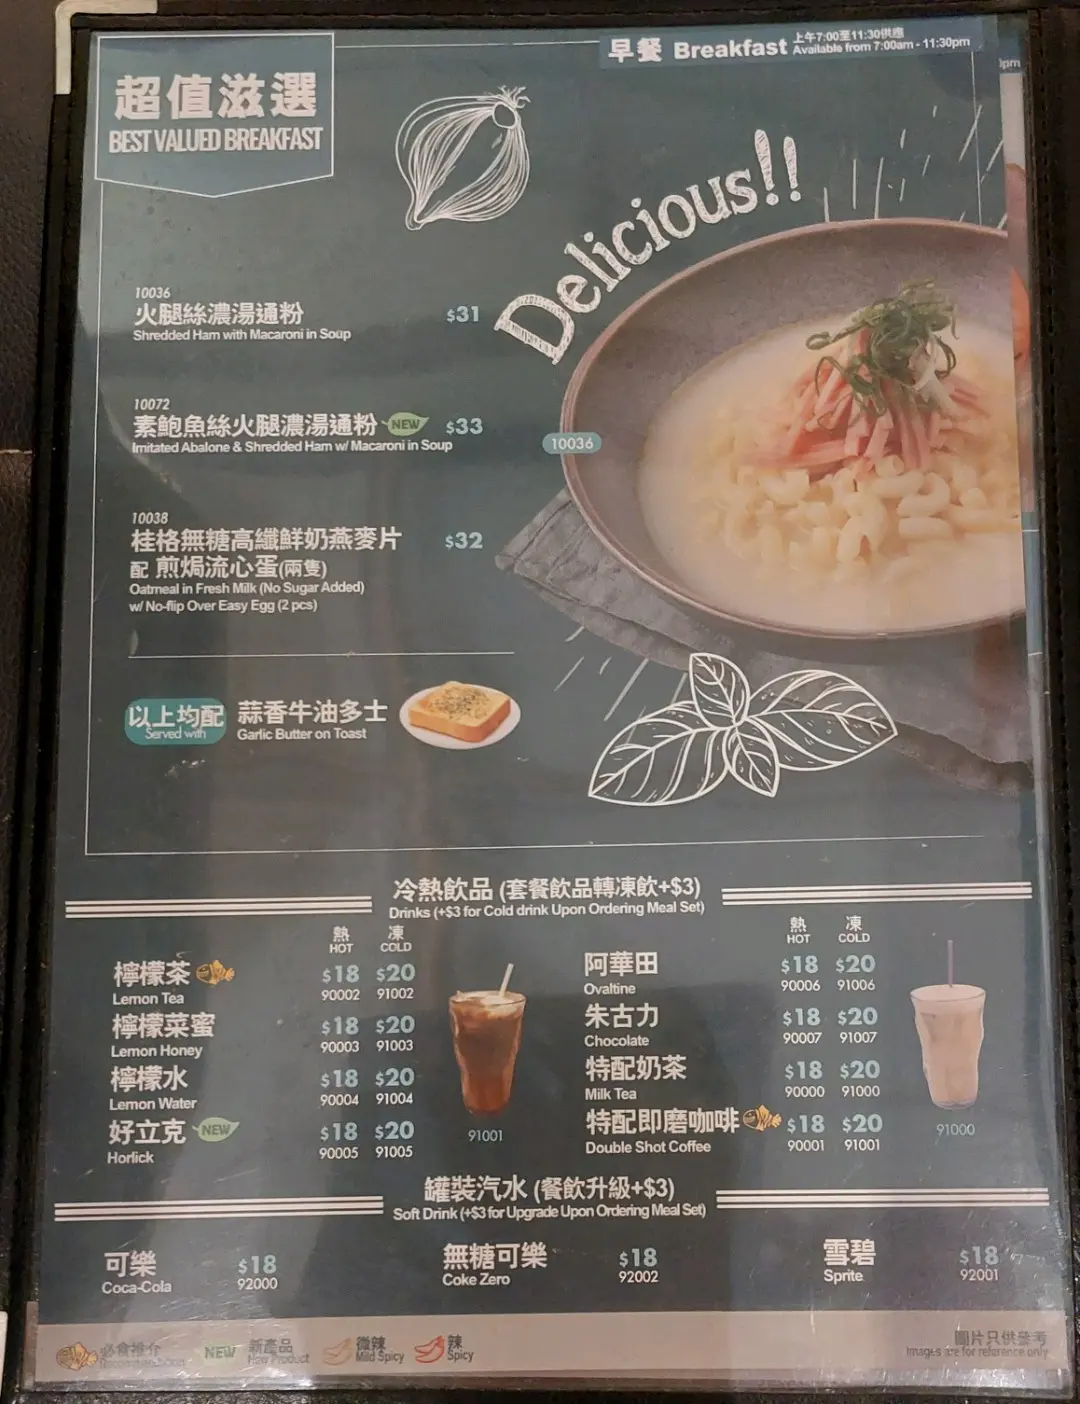 早餐 Breakfast 上午7:00至11:30供應
Available from 7:00am - 11:30pm
pm
超值滋選
BEST VALUED BREAKFAST
Delicious!!
10036
火腿絲濃湯通粉 $31
Shredded Ham with Macaroni in Soup
10072
素鮑魚絲火腿濃湯通粉 NEW $33
Imitated Abalone & Shredded Ham w/ Macaroni in Soup
10036
10038
桂格無糖高纖鮮奶燕麥片 $32
配 煎焗流心蛋(兩隻)
Oatmeal in Fresh Milk (No Sugar Added)
w/ No-flip Over Easy Egg (2 pcs)
以上均配 蒜香牛油多士
Served with Garlic Butter on Toast
冷熱飲品 (套餐飲品轉凍飲+$3)
Drinks (+$3 for Cold drink Upon Ordering Meal Set)
熱 凍
HOT COLD
檸檬茶 $18 $20
Lemon Tea 90002 91002
檸檬菜蜜 $18 $20
Lemon Honey 90003 91003
檸檬水 $18 $20
Lemon Water 90004 91004
好立克 NEW $18 $20
Horlick 90005 91005
91001
熱 凍
HOT COLD
阿華田 $18 $20
Ovaltine 90006 91006
朱古力 $18 $20
Chocolate 90007 91007
特配奶茶 $18 $20
Milk Tea 90000 91000
特配即磨咖啡 $18 $20
Double Shot Coffee 90001 91001
91000
罐裝汽水 (餐飲升級+$3)
Soft Drink (+$3 for Upgrade Upon Ordering Meal Set)
可樂 $18
Coca-Cola 92000
無糖可樂 $18
Coke Zero 92002
雪碧 $18
Sprite 92001
必食推介
Recommendation
NEW 新產品
New Product
微辣
Mild Spicy
辣
Spicy
圖片只供參考
Images are for reference only